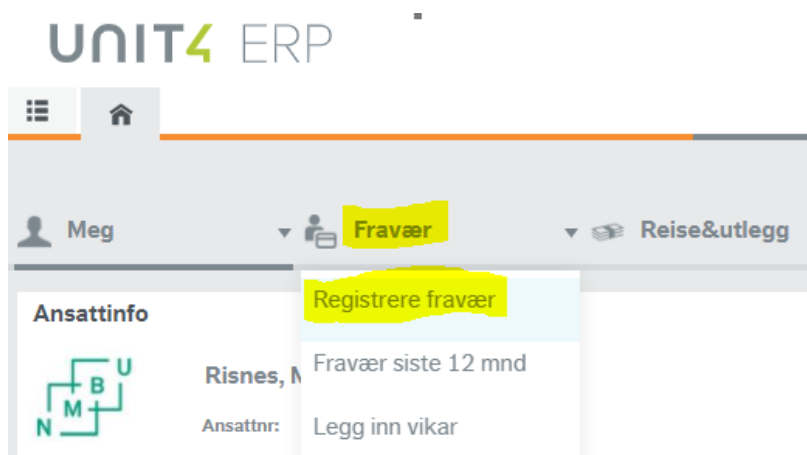 UNIT4 ERP
Meg Fravær Reise&utlegg
Registrere fravær
Ansattinfo
Fravær siste 12 mnd
Risnes,
Ansattnr: Legg inn vikar
N M B U